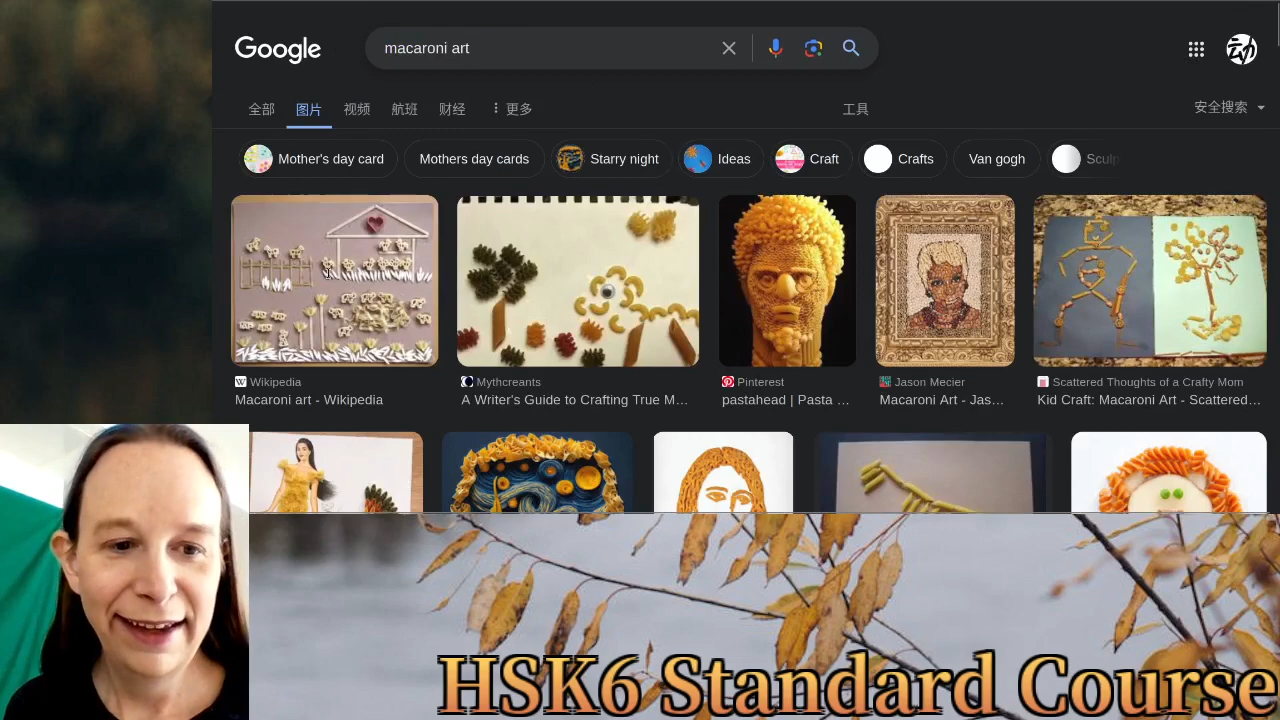 Google
macaroni art
动
全部 图片 视频 航班 财经 更多 工具 安全搜索
Mother's day card Mothers day cards Starry night Ideas Craft Crafts Van gogh Sculp
W Wikipedia
Macaroni art - Wikipedia
Mythcreants
A Writer's Guide to Crafting True M...
Pinterest
pastahead | Pasta ...
Jason Mecier
Macaroni Art - Jas...
Scattered Thoughts of a Crafty Mom
Kid Craft: Macaroni Art - Scattered...
HSK6 Standard Course